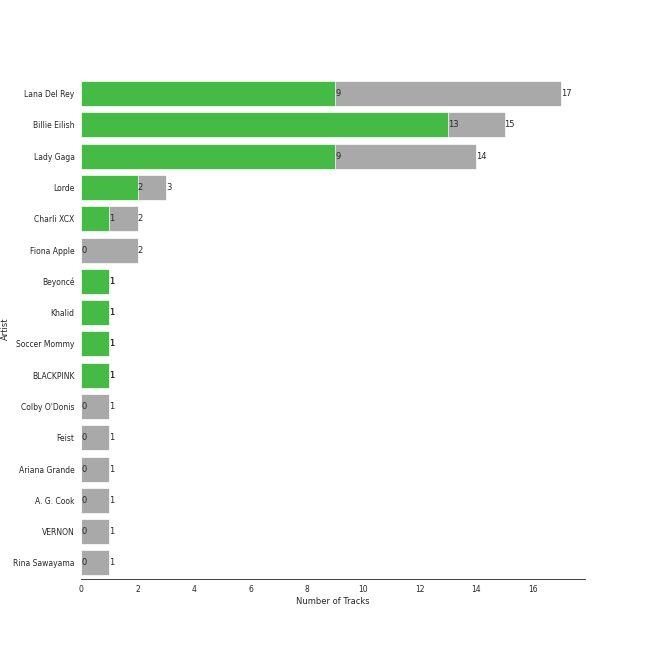 Lana Del Rey 9 17
Billie Eilish 13 15
Lady Gaga 9 14
Lorde 2 3
Charli XCX 1 2
Fiona Apple 0 2
Beyoncé 1
Khalid 1
Soccer Mommy 1
BLACKPINK 1
Colby O'Donis 0 1
Feist 0 1
Ariana Grande 0 1
A. G. Cook 0 1
VERNON 0 1
Rina Sawayama 0 1
Artist
0 2 4 6 8 10 12 14 16
Number of Tracks